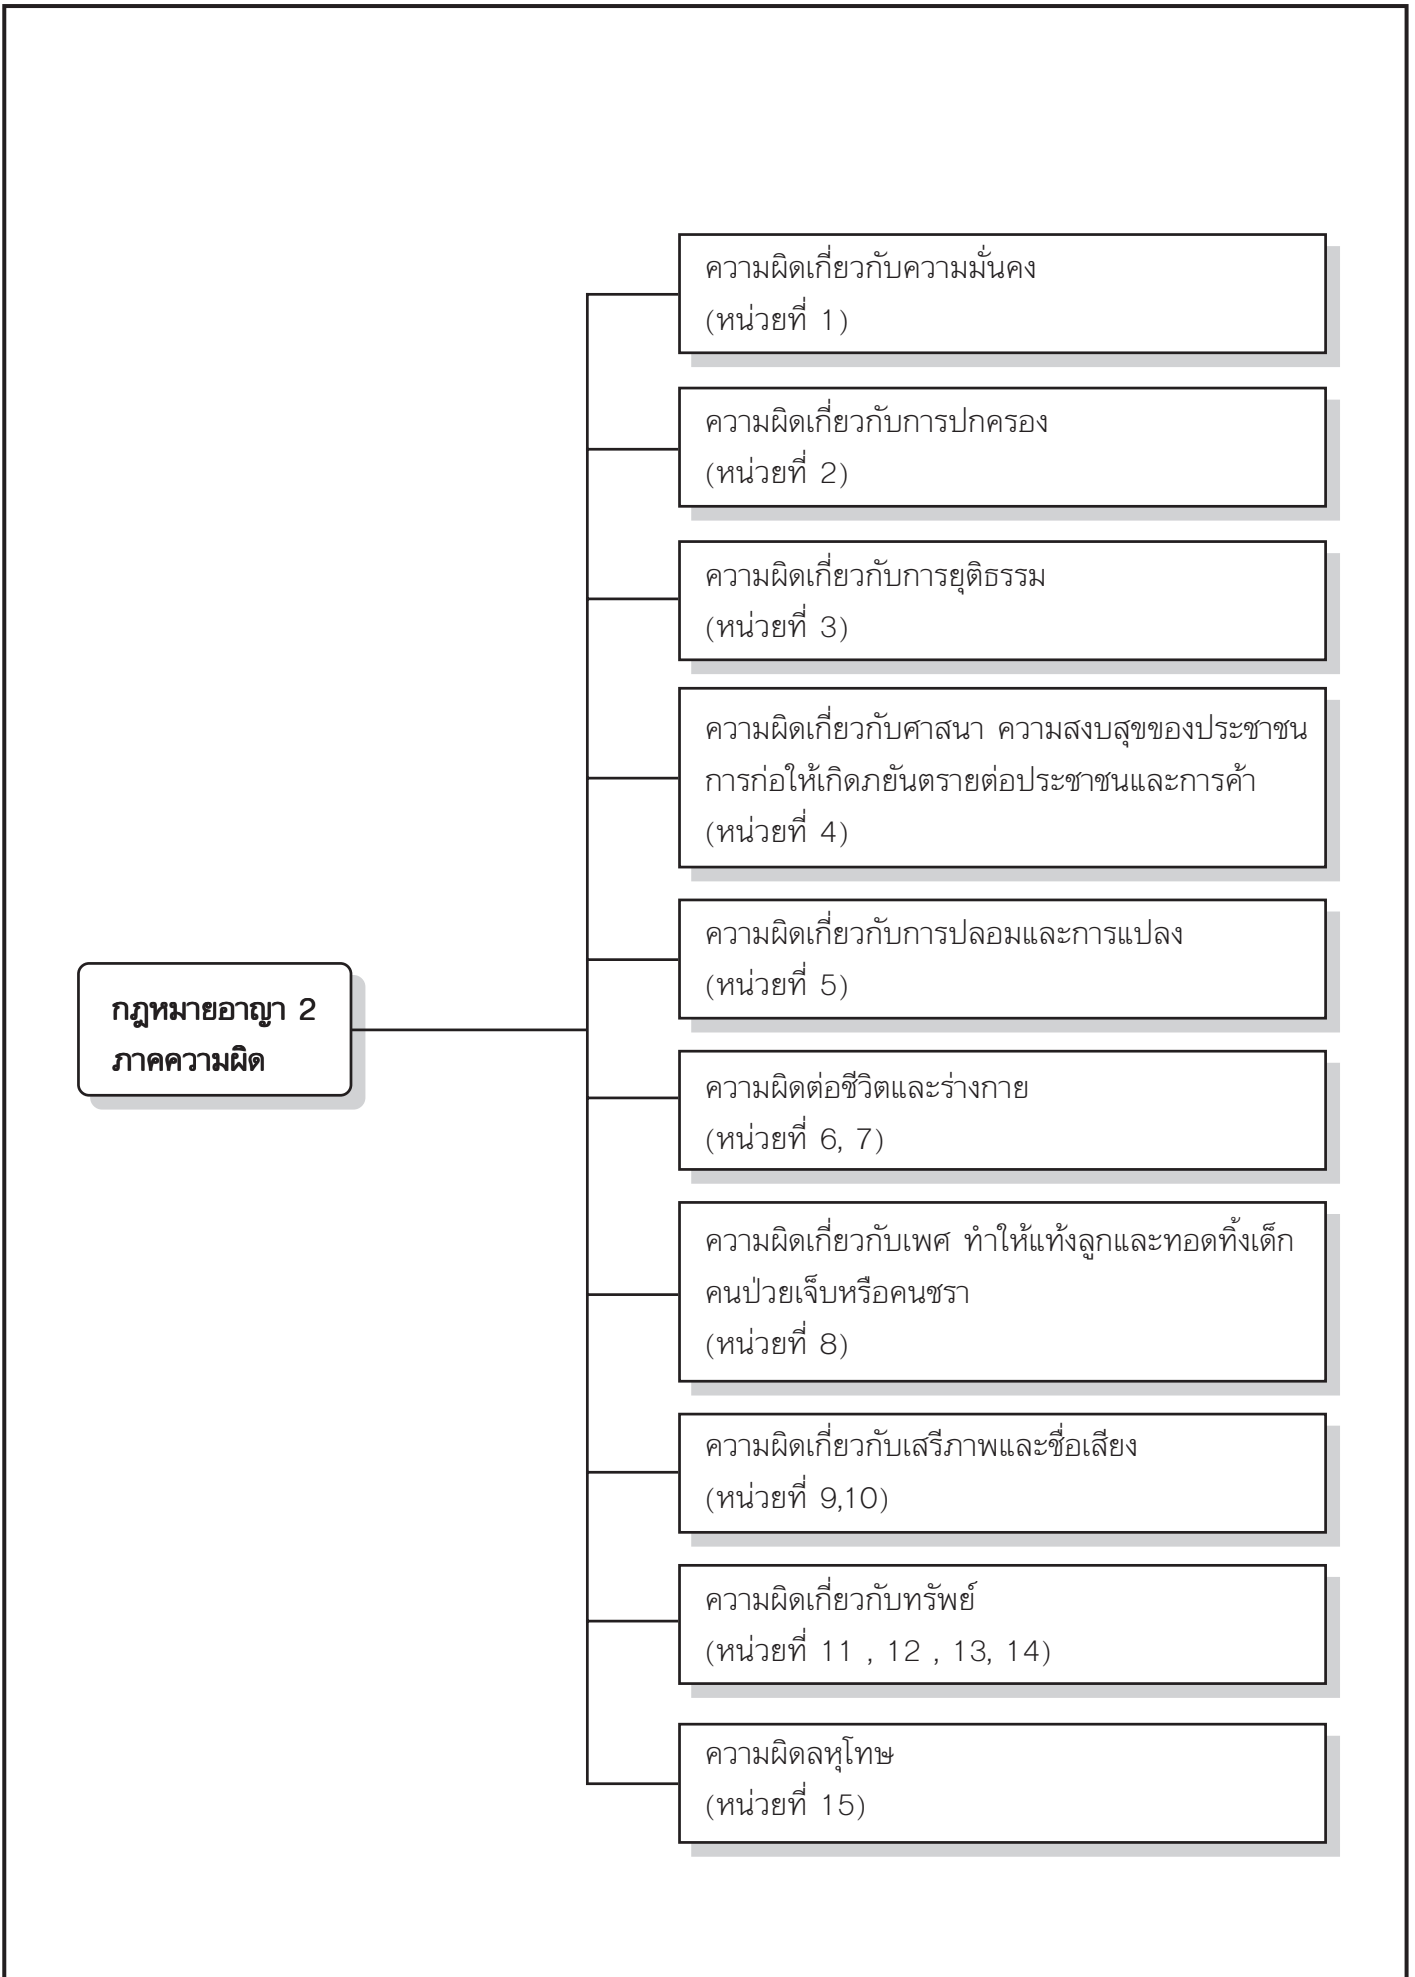 กฎหมายอาญา 2
ภาคความผิด
ความผิดเกี่ยวกับความมั่นคง
(หน่วยที่ 1)
ความผิดเกี่ยวกับการปกครอง
(หน่วยที่ 2)
ความผิดเกี่ยวกับการยุติธรรม
(หน่วยที่ 3)
ความผิดเกี่ยวกับศาสนา ความสงบสุขของประชาชน
การก่อให้เกิดภยันตรายต่อประชาชนและการค้า
(หน่วยที่ 4)
ความผิดเกี่ยวกับการปลอมและการแปลง
(หน่วยที่ 5)
ความผิดต่อชีวิตและร่างกาย
(หน่วยที่ 6, 7)
ความผิดเกี่ยวกับเพศ ทำให้แท้งลูกและทอดทิ้งเด็ก
คนป่วยเจ็บหรือคนชรา
(หน่วยที่ 8)
ความผิดเกี่ยวกับเสรีภาพและชื่อเสียง
(หน่วยที่ 9,10)
ความผิดเกี่ยวกับทรัพย์
(หน่วยที่ 11 , 12 , 13, 14)
ความผิดลหุโทษ
(หน่วยที่ 15)